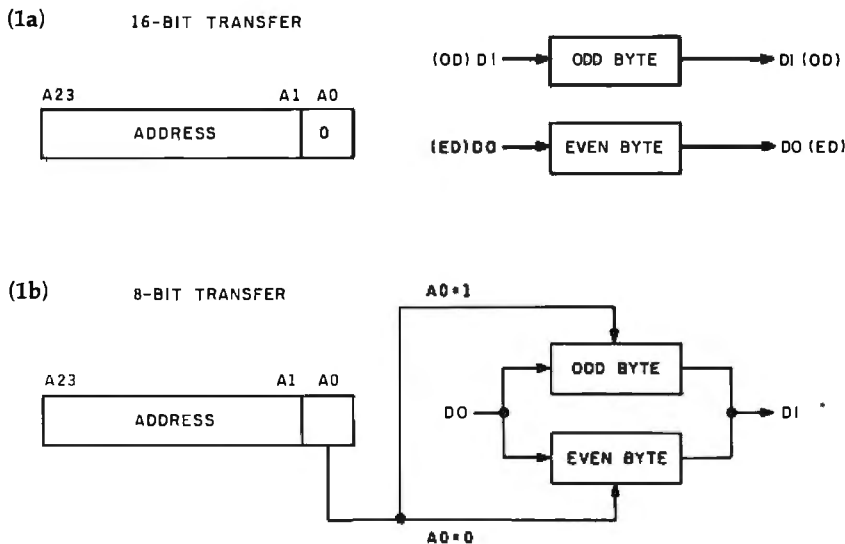 (1a)
16-BIT TRANSFER
(OD) DI
ODD BYTE
DI (OD)
A23
A1
A0
ADDRESS
0
(ED) DO
EVEN BYTE
DO (ED)
(1b)
8-BIT TRANSFER
A0=1
A23
A1
A0
ODD BYTE
ADDRESS
DO
DI
EVEN BYTE
A0=0